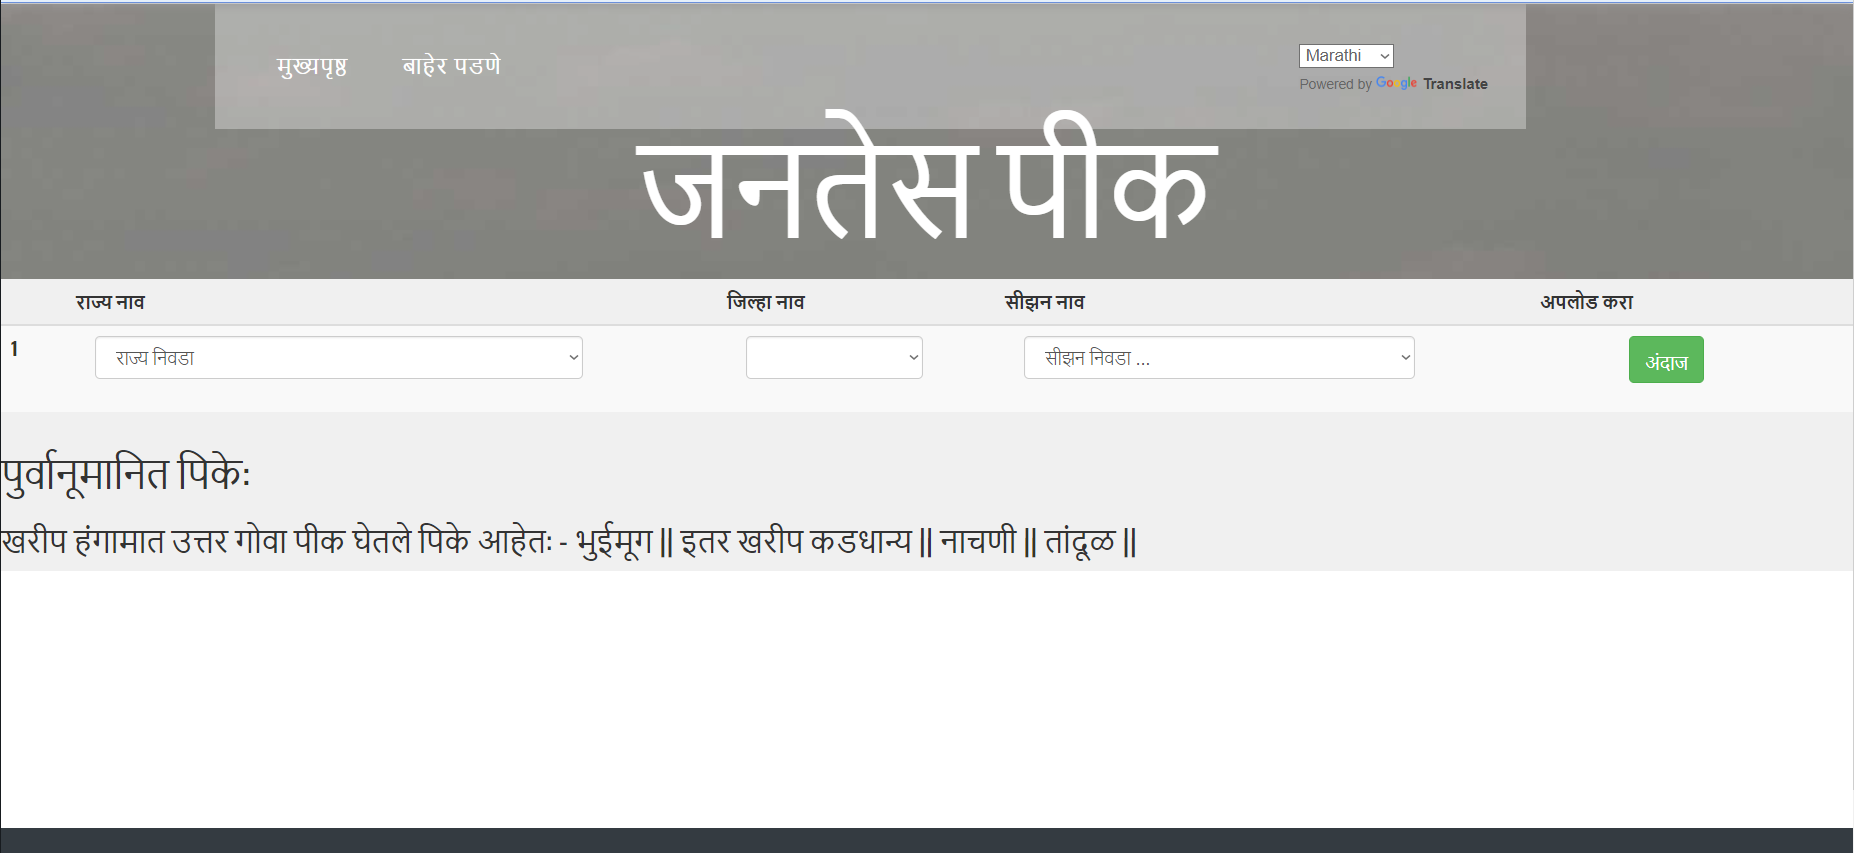 मुख्यपृष्ठ बाहेर पडणे Marathi
Powered by Google Translate
जनतेस पीक
राज्य नाव जिल्हा नाव सीझन नाव अपलोड करा
1 राज्य निवडा सीझन निवडा ... अंदाज
पुर्वानूमानित पिके:
खरीप हंगामात उत्तर गोवा पीक घेतले पिके आहेत: - भुईमूग || इतर खरीप कडधान्य || नाचणी || तांदूळ ||